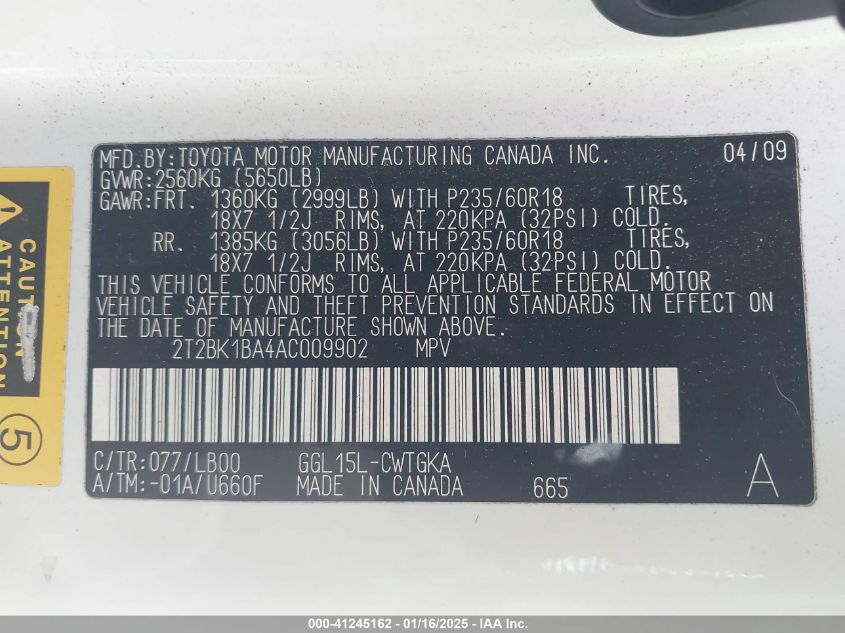 MFD. BY: TOYOTA MOTOR MANUFACTURING CANADA INC. 04/09
GVWR: 2560KG (5650LB)
GAWR: FRT. 1360KG (2999LB) WITH P235/60R18 TIRES,
18X7 1/2J RIMS, AT 220KPA (32PSI) COLD.
RR. 1385KG (3056LB) WITH P235/60R18 TIRES,
18X7 1/2J RIMS, AT 220KPA (32PSI) COLD.
THIS VEHICLE CONFORMS TO ALL APPLICABLE FEDERAL MOTOR
VEHICLE SAFETY AND THEFT PREVENTION STANDARDS IN EFFECT ON
THE DATE OF MANUFACTURE SHOWN ABOVE.
2T2BK1BA4AC009902 MPV
C/TR: 077/LB00 GGL15L-CWTGKA
A/TM: -01A/U660F MADE IN CANADA 665 A
CAUTION
ATTENTION
5
000-41245162 - 01/16/2025 - IAA Inc.